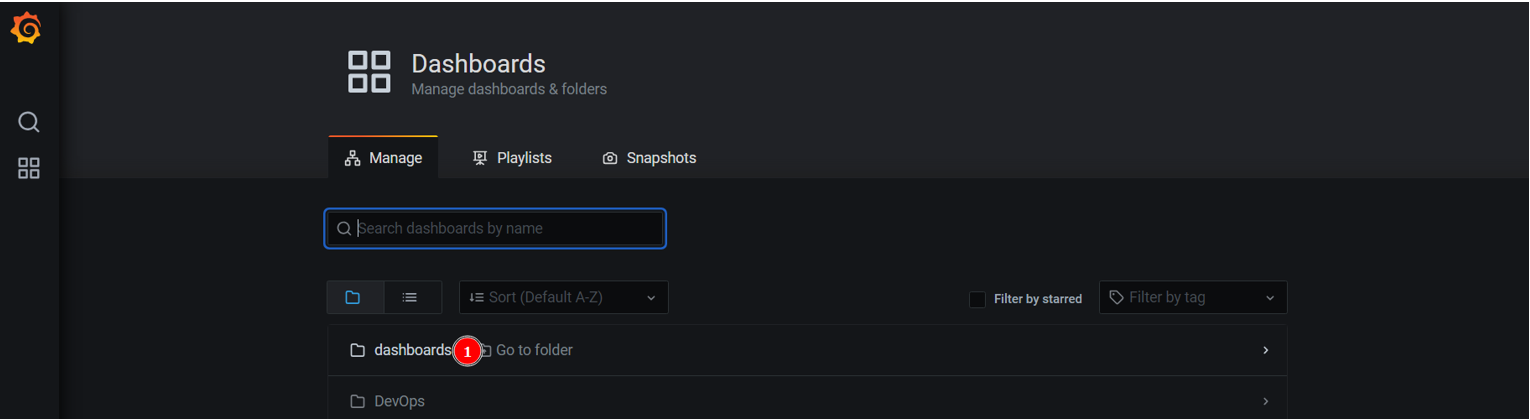 Dashboards
Manage dashboards & folders
Manage Playlists Snapshots
Search dashboards by name
Sort (Default A-Z) Filter by starred Filter by tag
dashboards 1 Go to folder
DevOps